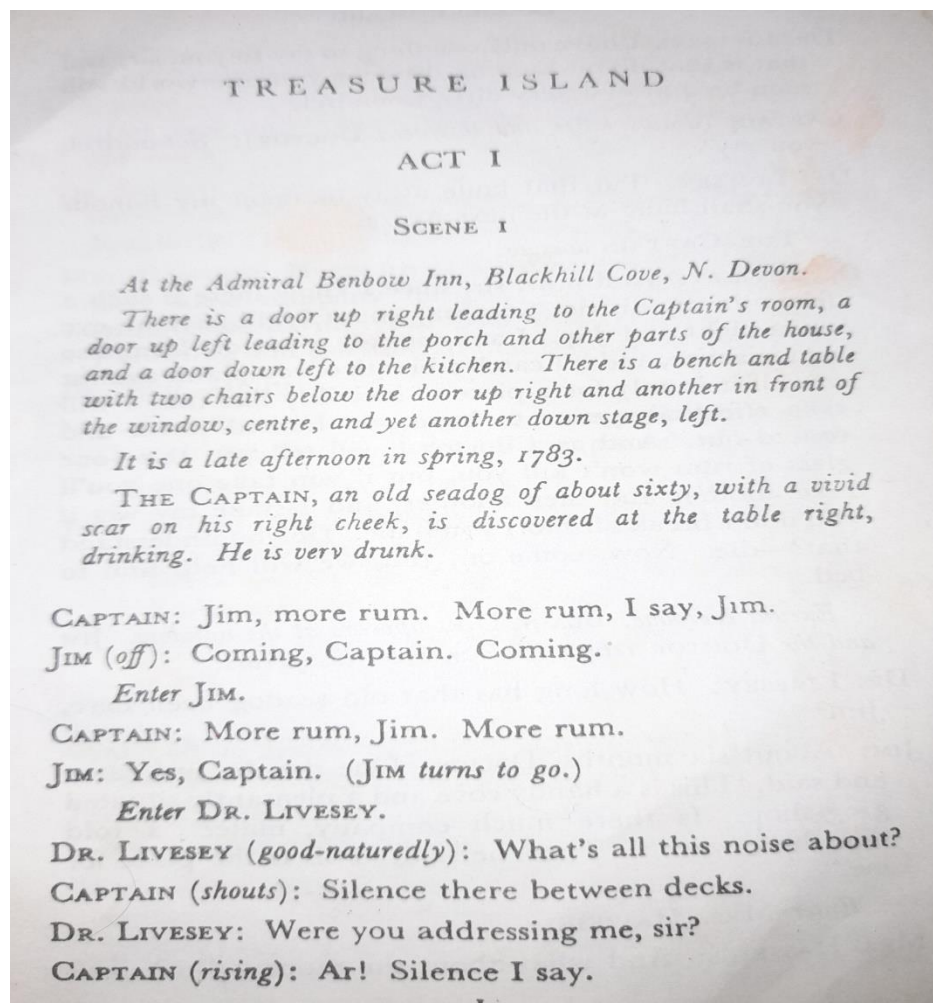 TREASURE ISLAND
ACT I
SCENE I
At the Admiral Benbow Inn, Blackhill Cove, N. Devon.
There is a door up right leading to the Captain's room, a
door up left leading to the porch and other parts of the house,
and a door down left to the kitchen. There is a bench and table
with two chairs below the door up right and another in front of
the window, centre, and yet another down stage, left.
It is a late afternoon in spring, 1783.
THE CAPTAIN, an old seadog of about sixty, with a vivid
scar on his right cheek, is discovered at the table right,
drinking. He is very drunk.
CAPTAIN: Jim, more rum. More rum, I say, Jim.
JIM (off): Coming, Captain. Coming.
Enter JIM.
CAPTAIN: More rum, Jim. More rum.
JIM: Yes, Captain. (JIM turns to go.)
Enter DR. LIVESEY.
DR. LIVESEY (good-naturedly): What's all this noise about?
CAPTAIN (shouts): Silence there between decks.
DR. LIVESEY: Were you addressing me, sir?
CAPTAIN (rising): Ar! Silence I say.